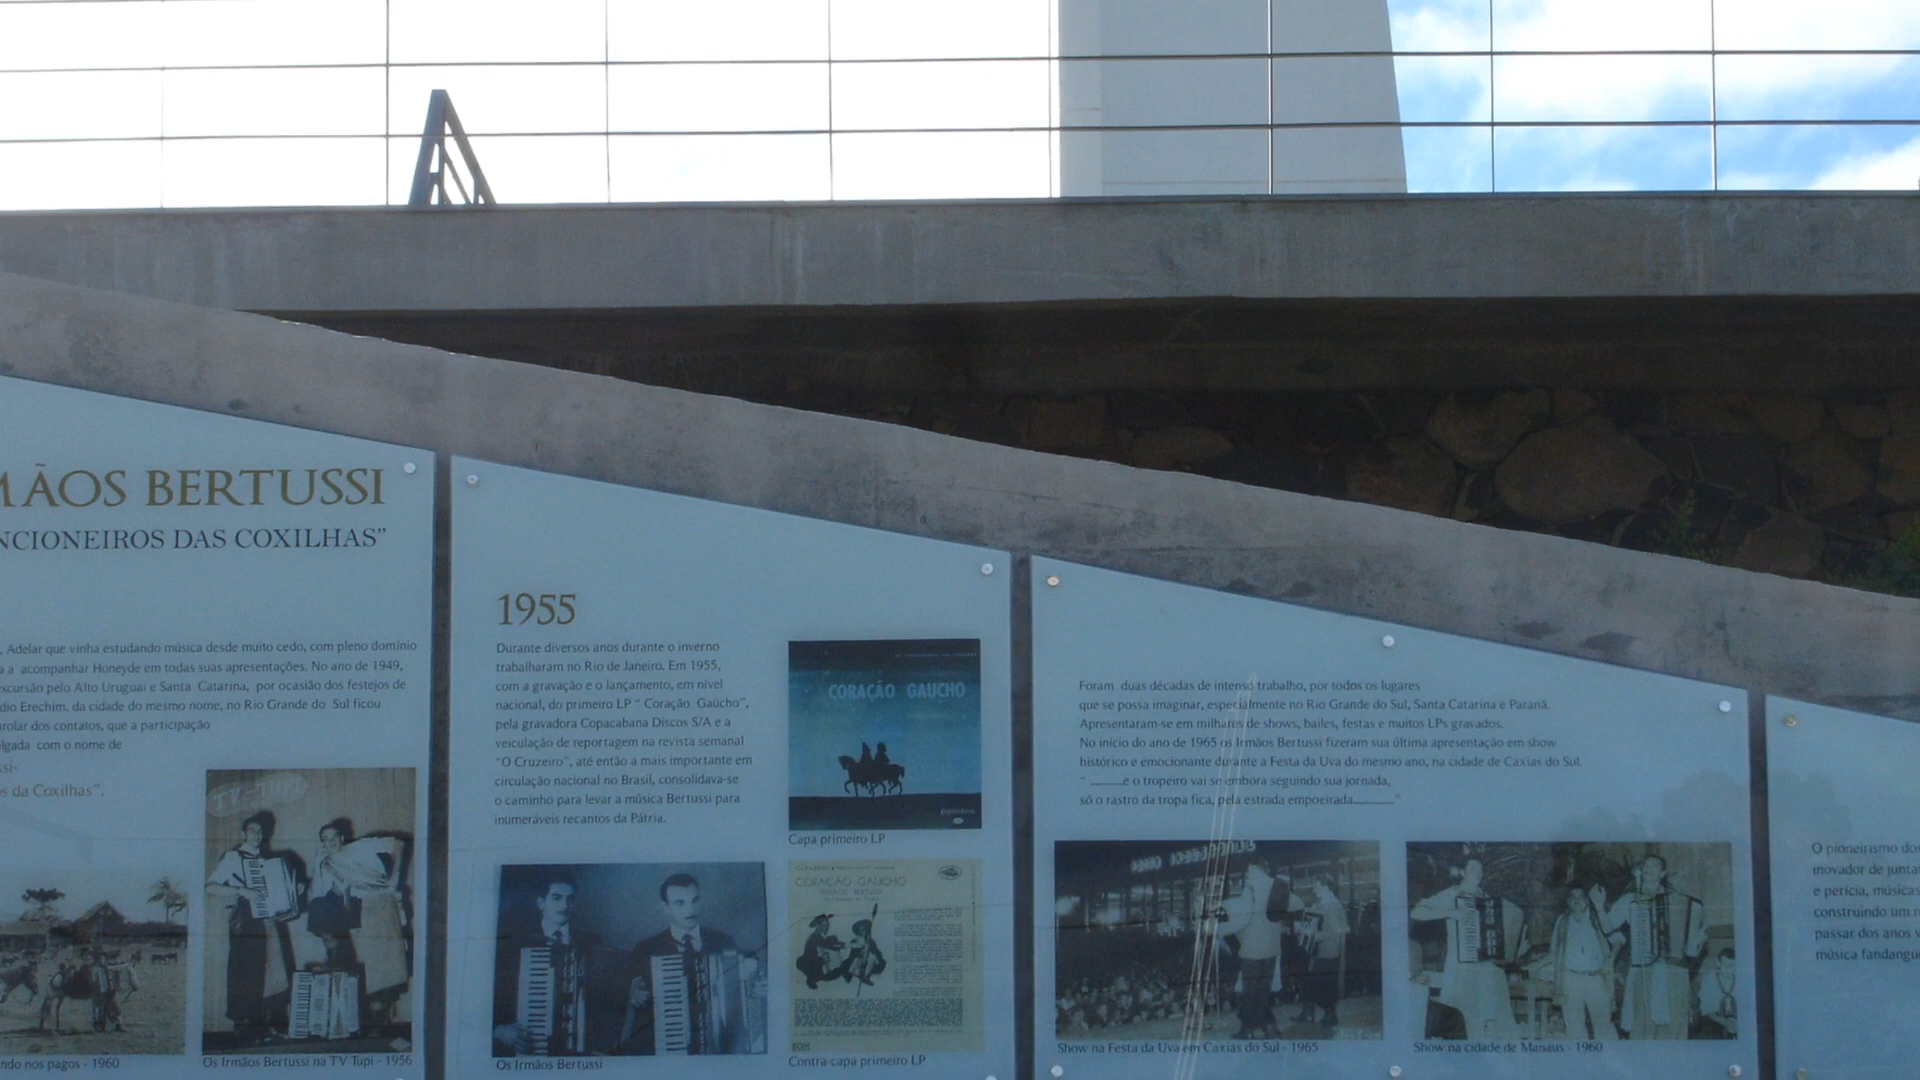 MÃOS BERTUSSI
NCIONEIROS DAS COXILHAS"
, Adelar que vinha estudando música desde muito cedo, com pleno domínio
a acompanhar Honeyde em todas suas apresentações. No ano de 1949,
excursão pelo Alto Uruguai e Santa Catarina, por ocasião dos festejos de
dio Erechim, da cidade do mesmo nome, no Rio Grande do Sul ficou
rolar dos contatos, que a participação
lgada com o nome de
ssi-
s da Coxilhas".
TV-TUPI
ndo nos pagos - 1960
Os Irmãos Bertussi na TV Tupi - 1956
1955
Durante diversos anos durante o inverno
trabalharam no Rio de Janeiro. Em 1955,
com a gravação e o lançamento, em nível
nacional, do primeiro LP " Coração Gaúcho",
pela gravadora Copacabana Discos S/A e a
veiculação de reportagem na revista semanal
"O Cruzeiro", até então a mais importante em
circulação nacional no Brasil, consolidava-se
o caminho para levar a música Bertussi para
inumeráveis recantos da Pátria.
CORAÇÃO GAUCHO
Copacabana
Capa primeiro LP
CORAÇÃO GAUCHO
IRMÃOS BERTUSSI
Os Irmãos Bertussi
Contra-capa primeiro LP
Foram duas décadas de intenso trabalho, por todos os lugares
que se possa imaginar, especialmente no Rio Grande do Sul, Santa Catarina e Paraná.
Apresentaram-se em milhares de shows, bailes, festas e muitos LPs gravados.
No início do ano de 1965 os Irmãos Bertussi fizeram sua última apresentação em show
histórico e emocionante durante a Festa da Uva do mesmo ano, na cidade de Caxias do Sul.
" ______e o tropeiro vai se embora seguindo sua jornada,
só o rastro da tropa fica, pela estrada empoeirada________"
Show na Festa da Uva em Caxias do Sul - 1965
Show na cidade de Manaus - 1960
O pioneirismo dos
inovador de junta
e perícia, músicas
construindo um
passar dos anos v
música fandangu